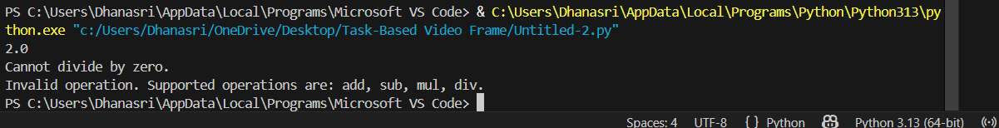 PS C:\Users\Dhanasri\AppData\Local\Programs\Microsoft VS Code> & C:\Users\Dhanasri\AppData\Local\Programs\Python\Python313\py
thon.exe "c:/Users/Dhanasri/OneDrive/Desktop/Task-Based Video Frame/Untitled-2.py"
2.0
Cannot divide by zero.
Invalid operation. Supported operations are: add, sub, mul, div.
PS C:\Users\Dhanasri\AppData\Local\Programs\Microsoft VS Code>
Spaces: 4 UTF-8 {} Python Python 3.13 (64-bit)